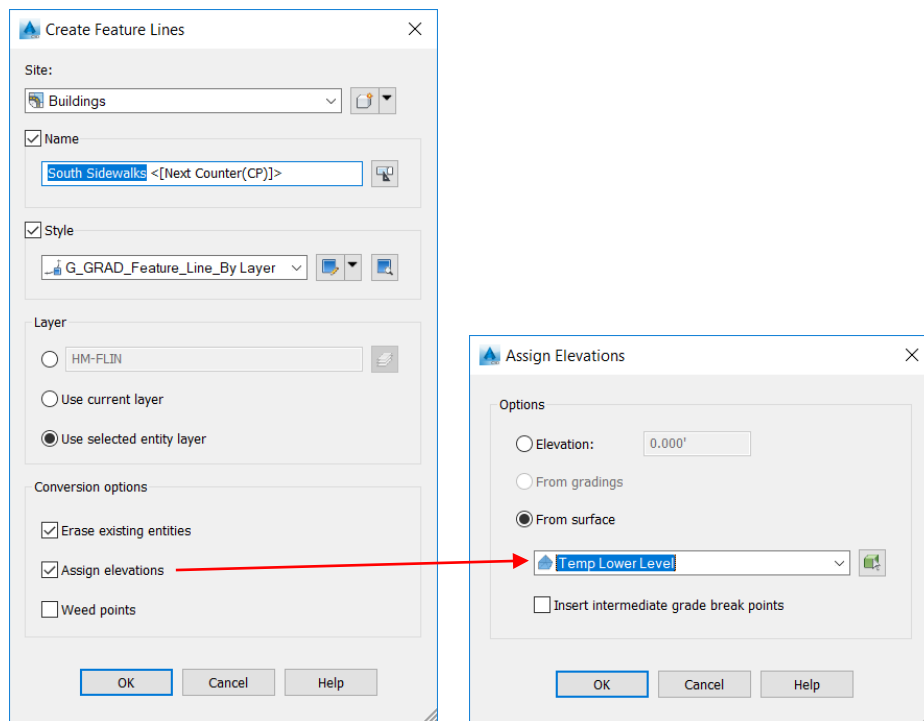 Create Feature Lines
Site:
Buildings
Name
South Sidewalks <[Next Counter(CP)]>
Style
G_GRAD_Feature_Line_By Layer
Layer
HM-FLIN
Use current layer
Use selected entity layer
Conversion options
Erase existing entities
Assign elevations
Weed points
OK Cancel Help
Assign Elevations
Options
Elevation: 0.000'
From gradings
From surface
Temp Lower Level
Insert intermediate grade break points
OK Cancel Help